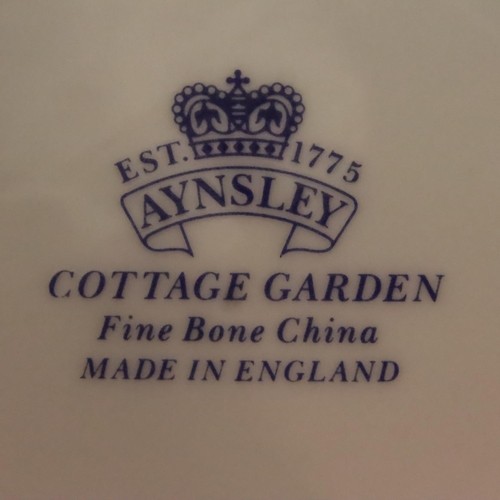 EST. 1775
AYNSLEY
COTTAGE GARDEN
Fine Bone China
MADE IN ENGLAND